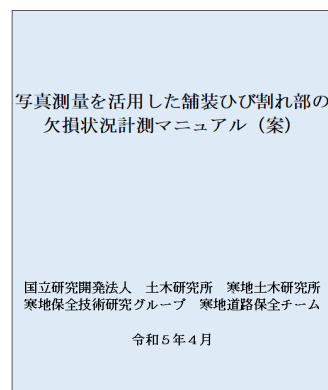 写真測量を活用した舗装ひび割れ部の
欠損状況計測マニュアル（案）
国立研究開発法人　土木研究所　寒地土木研究所
寒地保全技術研究グループ　寒地道路保全チーム
令和５年４月